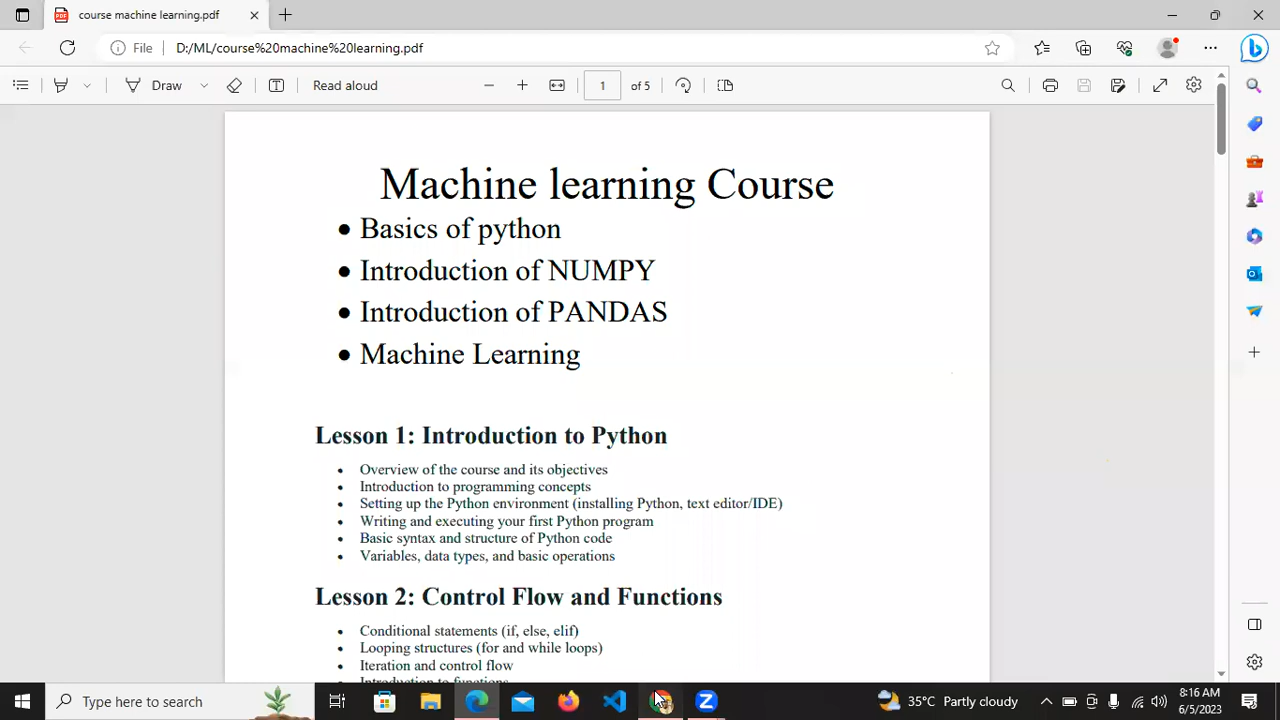 course machine learning.pdf
File
D:/ML/course%20machine%20learning.pdf
Draw
Read aloud
1 of 5
Machine learning Course
• Basics of python
• Introduction of NUMPY
• Introduction of PANDAS
• Machine Learning
Lesson 1: Introduction to Python
• Overview of the course and its objectives
• Introduction to programming concepts
• Setting up the Python environment (installing Python, text editor/IDE)
• Writing and executing your first Python program
• Basic syntax and structure of Python code
• Variables, data types, and basic operations
Lesson 2: Control Flow and Functions
• Conditional statements (if, else, elif)
• Looping structures (for and while loops)
• Iteration and control flow
• Introduction to functions
Type here to search
35°C Partly cloudy
8:16 AM
6/5/2023